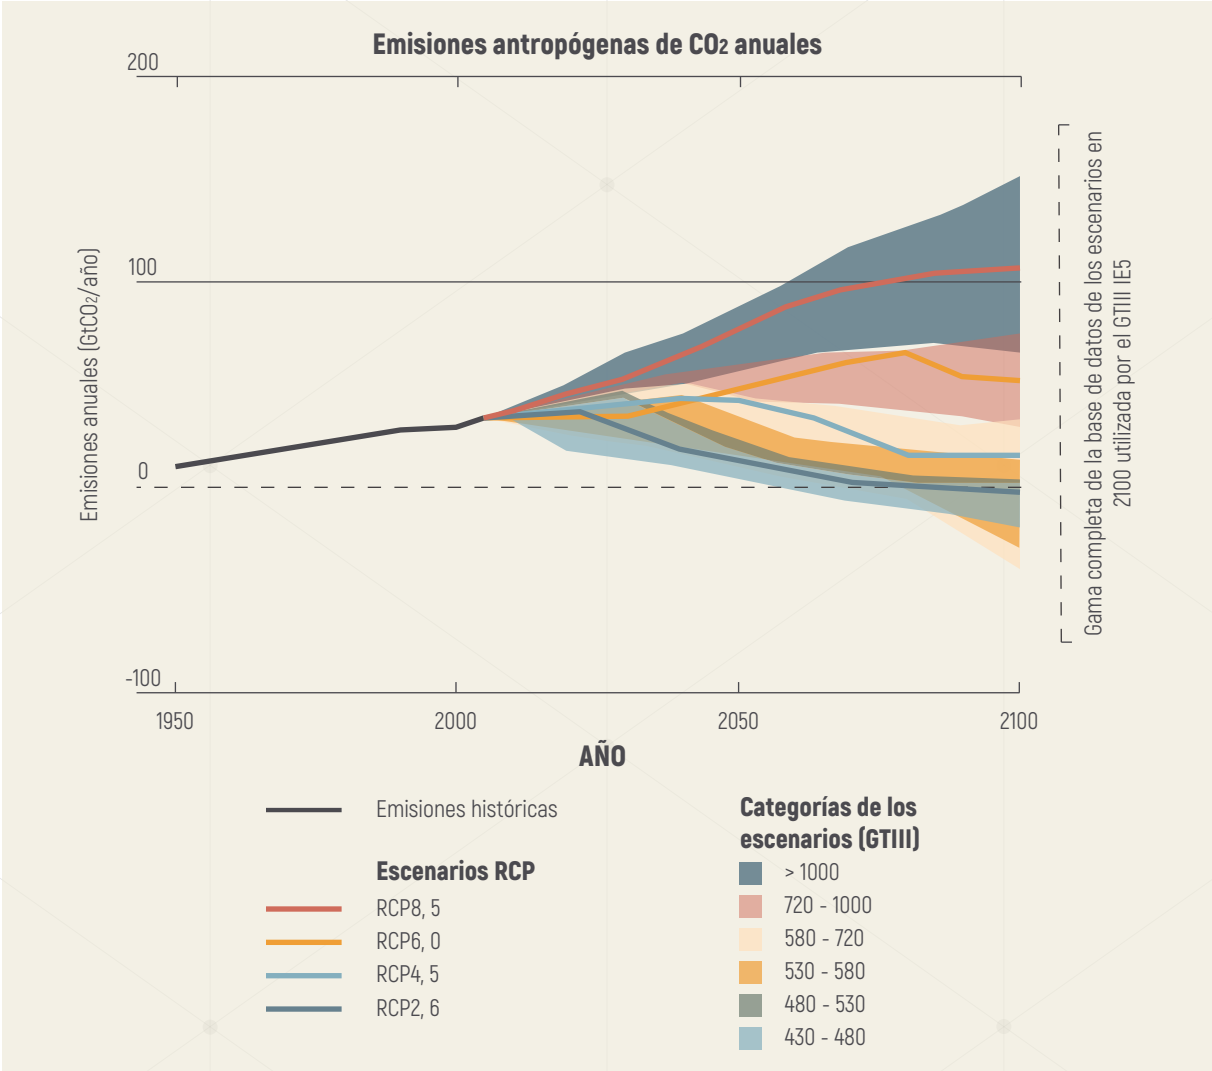 Emisiones antropógenas de CO2 anuales
200
100
0
-100
Emisiones anuales (GtCO2/año)
1950
2000
2050
2100
AÑO
Gama completa de la base de datos de los escenarios en
2100 utilizada por el GTIII IE5
Emisiones históricas
Escenarios RCP
RCP8, 5
RCP6, 0
RCP4, 5
RCP2, 6
Categorías de los
escenarios (GTIII)
> 1000
720 - 1000
580 - 720
530 - 580
480 - 530
430 - 480